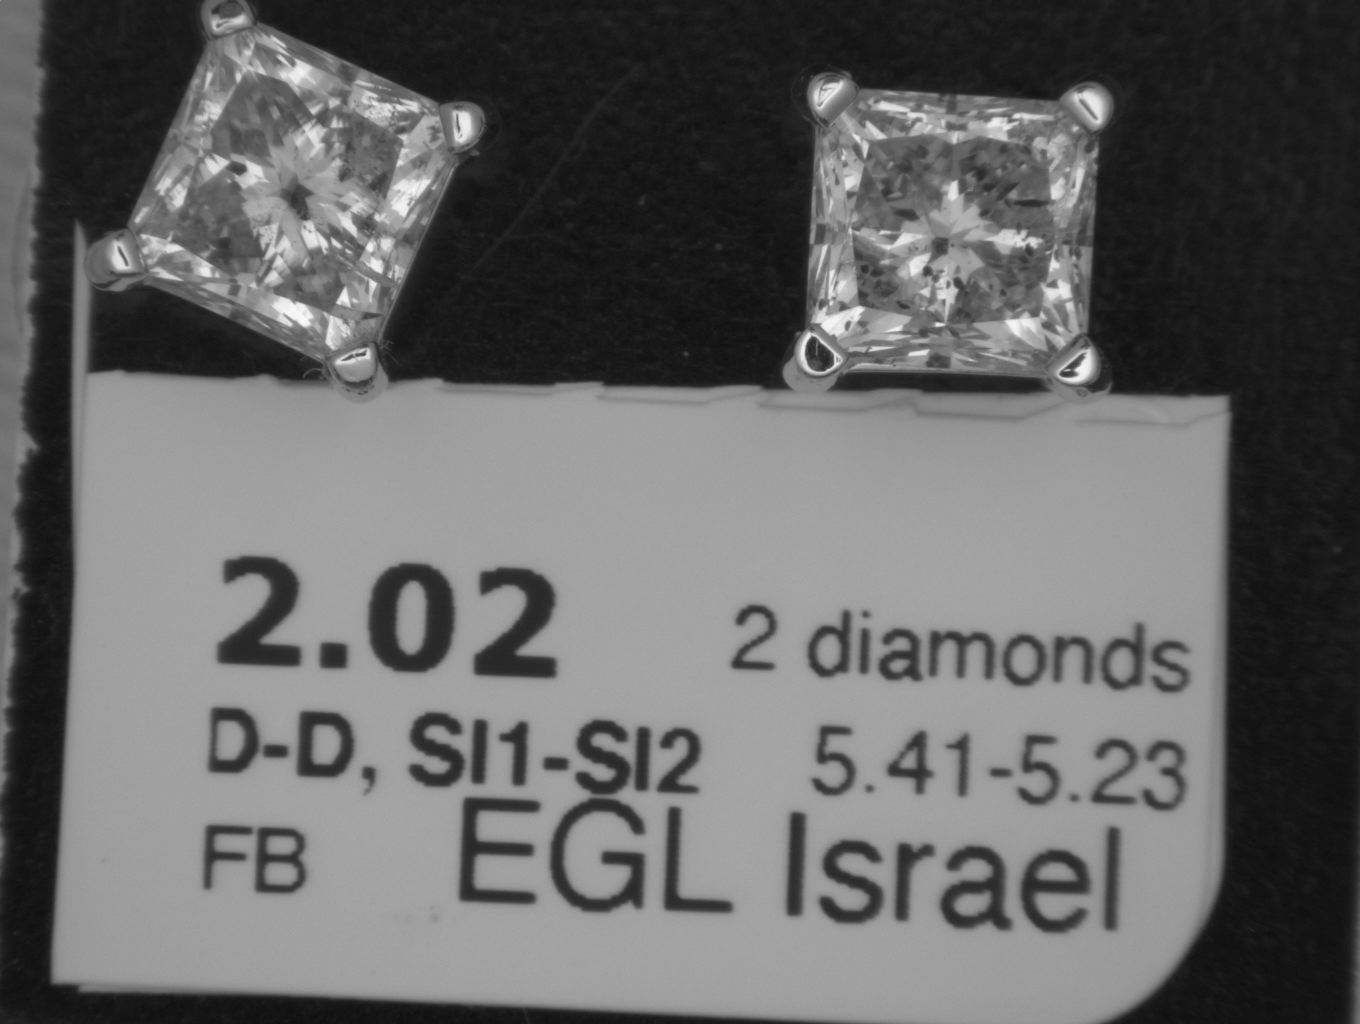 2.02 2 diamonds
D-D, SI1-SI2 5.41-5.23
FB EGL Israel